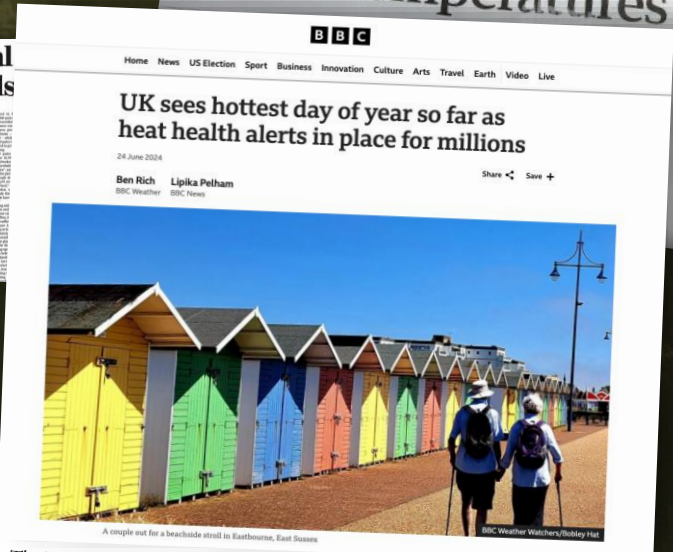 mperatures
BBC
Home News US Election Sport Business Innovation Culture Arts Travel Earth Video Live
UK sees hottest day of year so far as
heat health alerts in place for millions
24 June 2024
Share Save +
Ben Rich Lipika Pelham
BBC Weather BBC News
BBC Weather Watchers/Bobley Hat
A couple out for a beachside stroll in Eastbourne, East Sussex